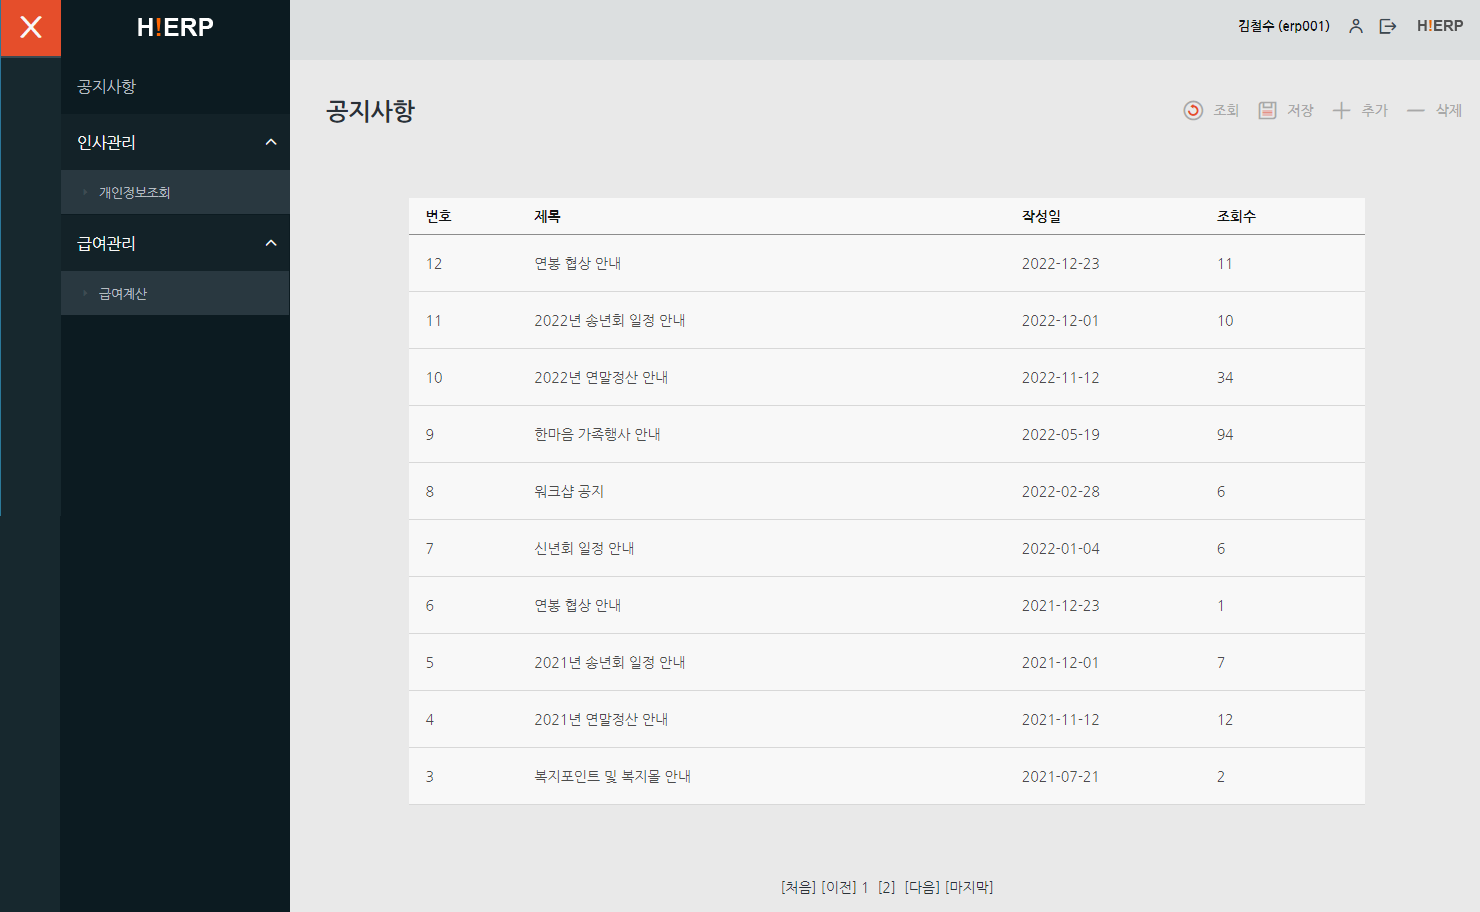 H!ERP
김철수 (erp001)
H!ERP
공지사항
인사관리
개인정보조회
급여관리
급여계산
공지사항
조회 저장 추가 삭제
번호 제목 작성일 조회수
12 연봉 협상 안내 2022-12-23 11
11 2022년 송년회 일정 안내 2022-12-01 10
10 2022년 연말정산 안내 2022-11-12 34
9 한마음 가족행사 안내 2022-05-19 94
8 워크샵 공지 2022-02-28 6
7 신년회 일정 안내 2022-01-04 6
6 연봉 협상 안내 2021-12-23 1
5 2021년 송년회 일정 안내 2021-12-01 7
4 2021년 연말정산 안내 2021-11-12 12
3 복지포인트 및 복지몰 안내 2021-07-21 2
[처음] [이전] 1 [2] [다음] [마지막]